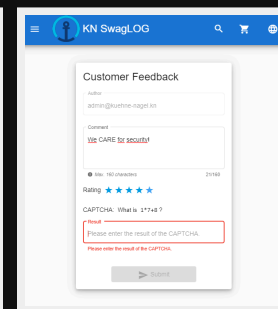 KN SwagLOG
Customer Feedback
Author
admin@kuehne-nagel.kn
Comment
We CARE for security!
Max. 160 characters
21/160
Rating
CAPTCHA: What is 1*7+8 ?
Result
Please enter the result of the CAPTCHA.
Please enter the result of the CAPTCHA.
Submit